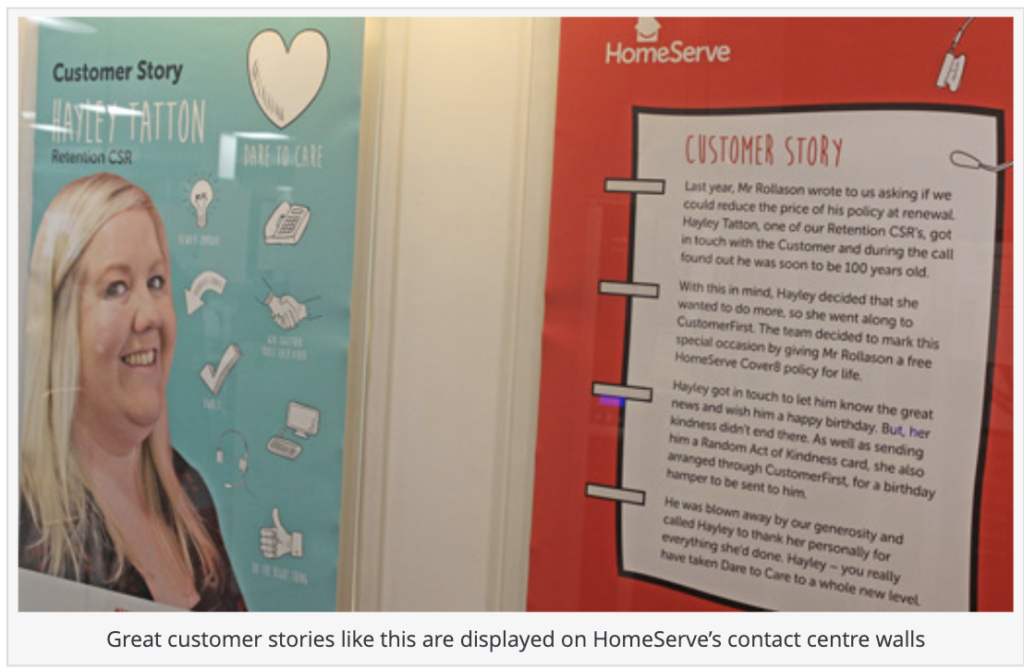 Customer Story
HAYLEY TATTON
Retention CSR
DARE TO CARE
HomeServe
CUSTOMER STORY
Last year, Mr Rollason wrote to us asking if we
could reduce the price of his policy at renewal.
Hayley Tatton, one of our Retention CSR's, got
in touch with the Customer and during the call
found out he was soon to be 100 years old.
With this in mind, Hayley decided that she
wanted to do more, so she went along to
CustomerFirst. The team decided to mark this
special occasion by giving Mr Rollason a free
HomeServe Cover8 policy for life.
Hayley got in touch to let him know the great
news and wish him a happy birthday. But, her
kindness didn't end there. As well as sending
him a Random Act of Kindness card, she also
arranged through CustomerFirst, for a birthday
hamper to be sent to him.
He was blown away by our generosity and
called Hayley to thank her personally for
everything she'd done. Hayley – you really
have taken Dare to Care to a whole new level.
DO THE RIGHT THING
Great customer stories like this are displayed on HomeServe's contact centre walls